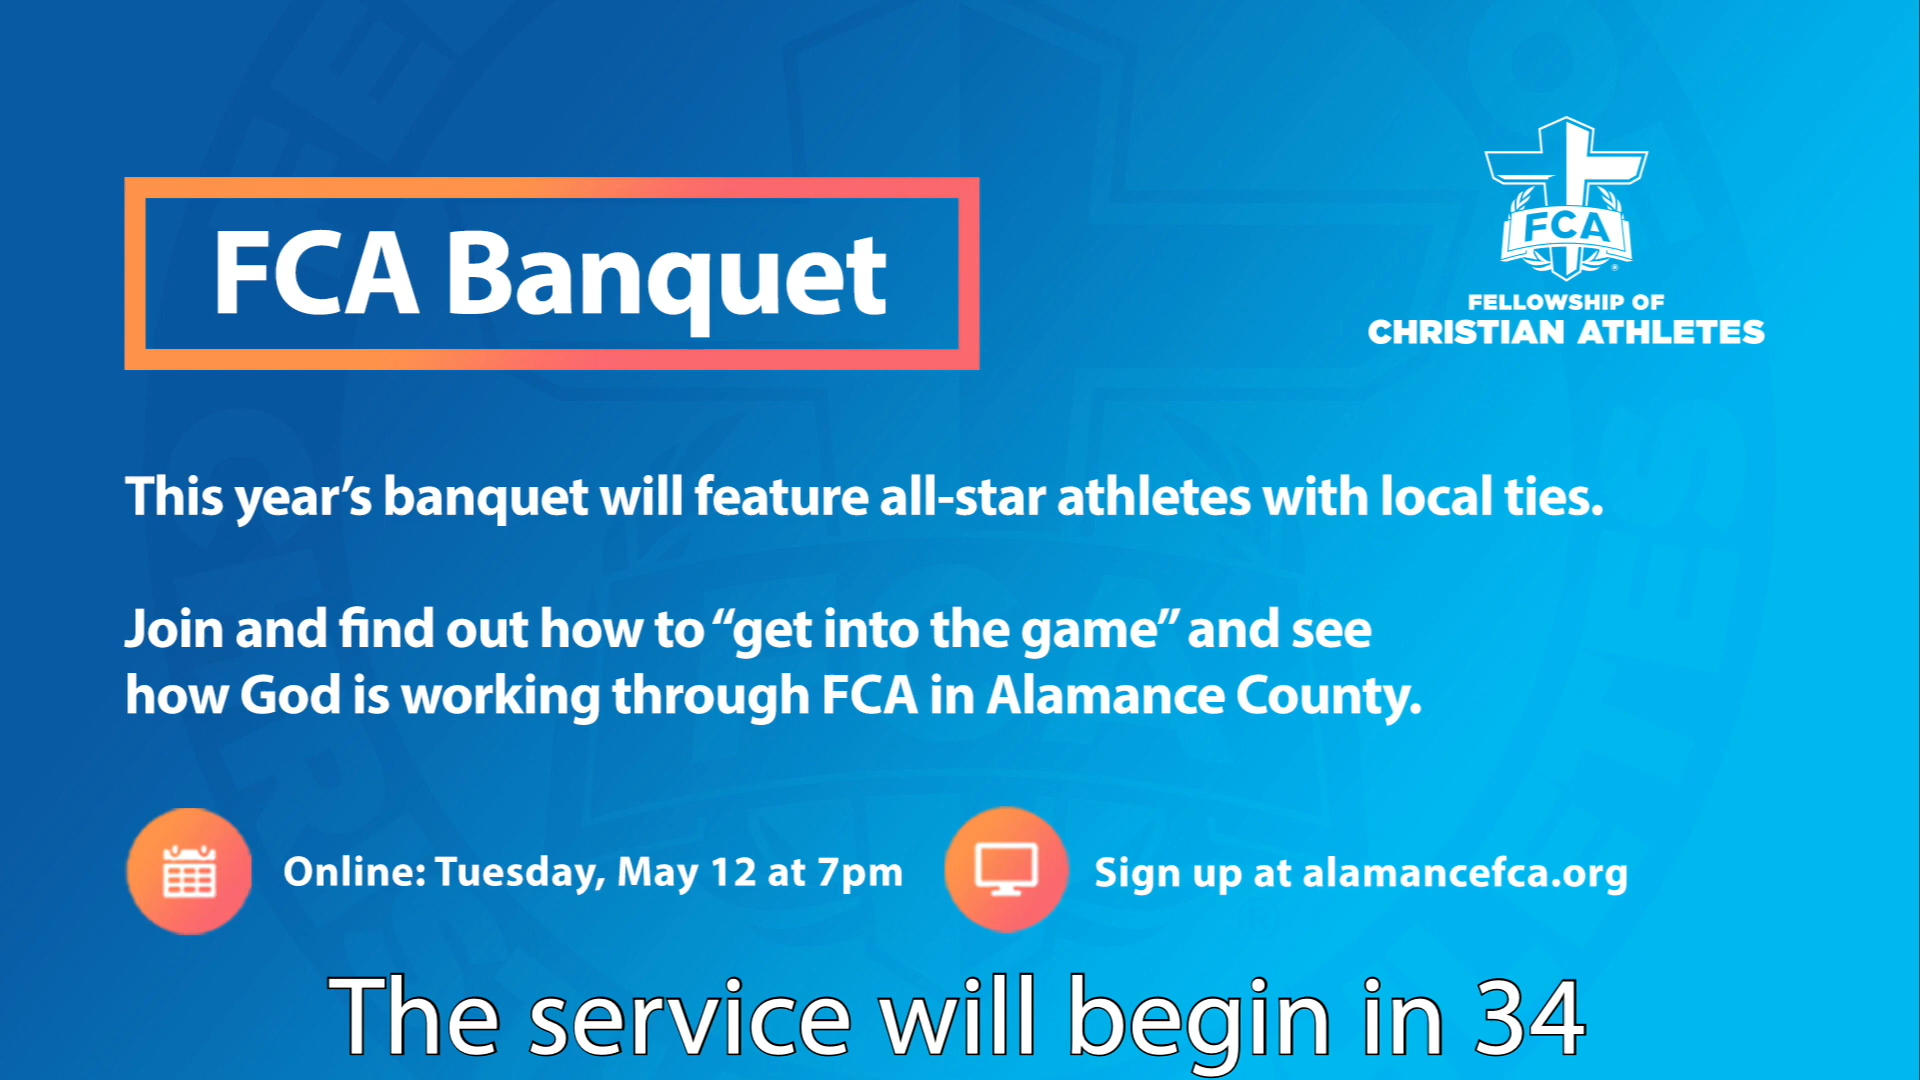 FCA Banquet
FCA
®
FELLOWSHIP OF
CHRISTIAN ATHLETES
This year’s banquet will feature all-star athletes with local ties.
Join and find out how to “get into the game” and see
how God is working through FCA in Alamance County.
Online: Tuesday, May 12 at 7pm
Sign up at alamancefca.org
The service will begin in 34